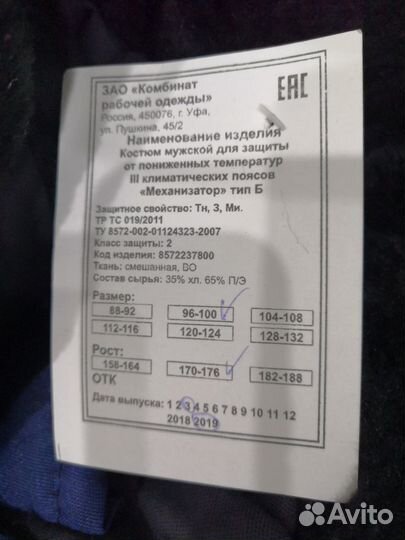 ЗАО «Комбинат
рабочей одежды»
Россия, 450076, г. Уфа,
ул. Пушкина, 45/2
EAC
Наименование изделия
Костюм мужской для защиты
от пониженных температур
III климатических поясов
«Механизатор» тип Б
Защитное свойство: Тн, З, Ми.
ТР ТС 019/2011
ТУ 8572-002-01124323-2007
Класс защиты: 2
Код изделия: 8572237800
Ткань: смешанная, ВО
Состав сырья: 35% хл. 65% П/Э
Размер:
88-92 96-100 104-108
112-116 120-124 128-132
Рост:
158-164 170-176 182-188
ОТК
Дата выпуска: 1 2 3 4 5 6 7 8 9 10 11 12
2018 2019
Avito